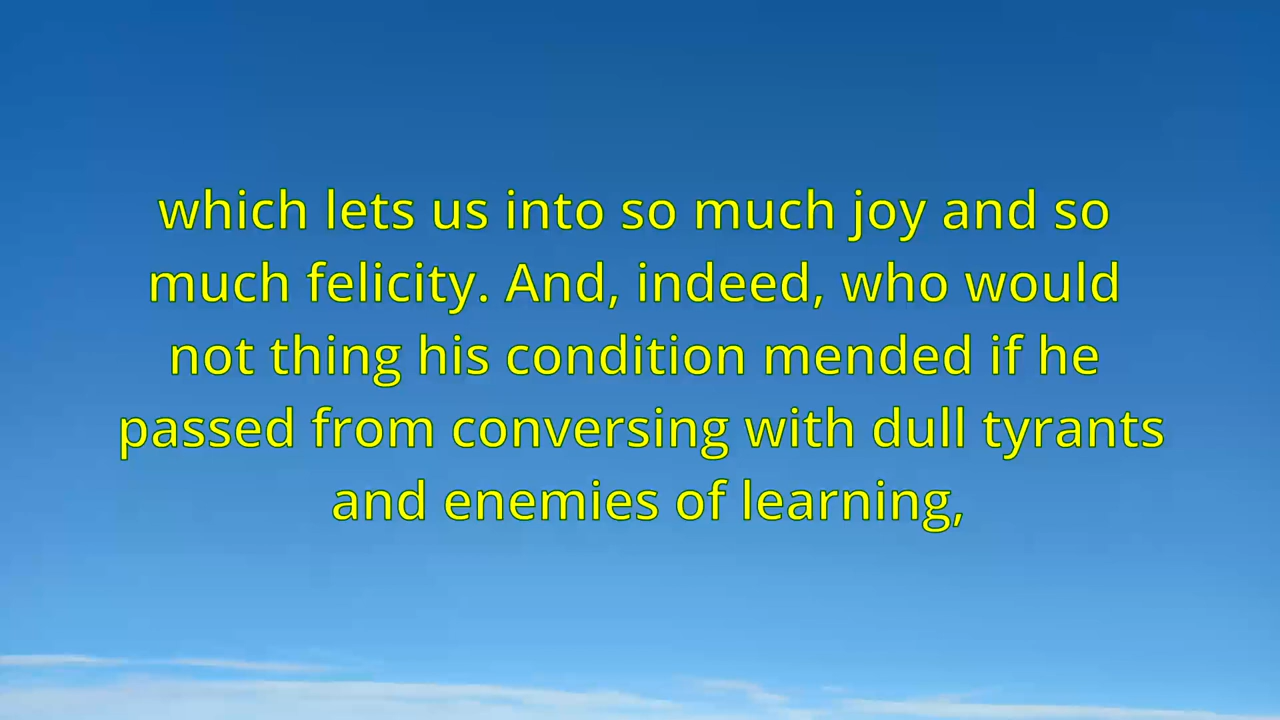 which lets us into so much joy and so
much felicity. And, indeed, who would
not thing his condition mended if he
passed from conversing with dull tyrants
and enemies of learning,